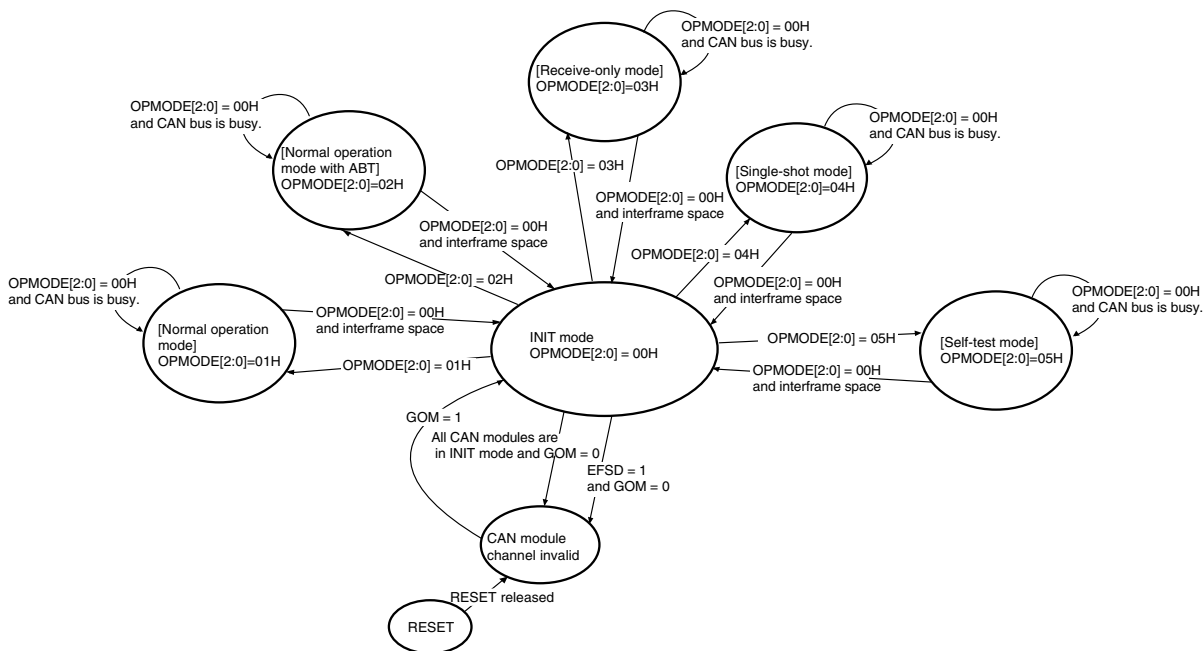 OPMODE[2:0] = 00H
and CAN bus is busy.
[Receive-only mode]
OPMODE[2:0]=03H
OPMODE[2:0] = 00H
and CAN bus is busy.
[Normal operation
mode with ABT]
OPMODE[2:0]=02H
OPMODE[2:0] = 00H
and CAN bus is busy.
[Single-shot mode]
OPMODE[2:0]=04H
OPMODE[2:0] = 03H
OPMODE[2:0] = 00H
and interframe space
OPMODE[2:0] = 00H
and interframe space
OPMODE[2:0] = 04H
OPMODE[2:0] = 02H
OPMODE[2:0] = 00H
and interframe space
OPMODE[2:0] = 00H
and CAN bus is busy.
[Normal operation
mode]
OPMODE[2:0]=01H
OPMODE[2:0] = 00H
and interframe space
OPMODE[2:0] = 01H
INIT mode
OPMODE[2:0] = 00H
OPMODE[2:0] = 05H
OPMODE[2:0] = 00H
and interframe space
[Self-test mode]
OPMODE[2:0]=05H
OPMODE[2:0] = 00H
and CAN bus is busy.
GOM = 1
All CAN modules are
in INIT mode and GOM = 0
EFSD = 1
and GOM = 0
CAN module
channel invalid
RESET released
RESET